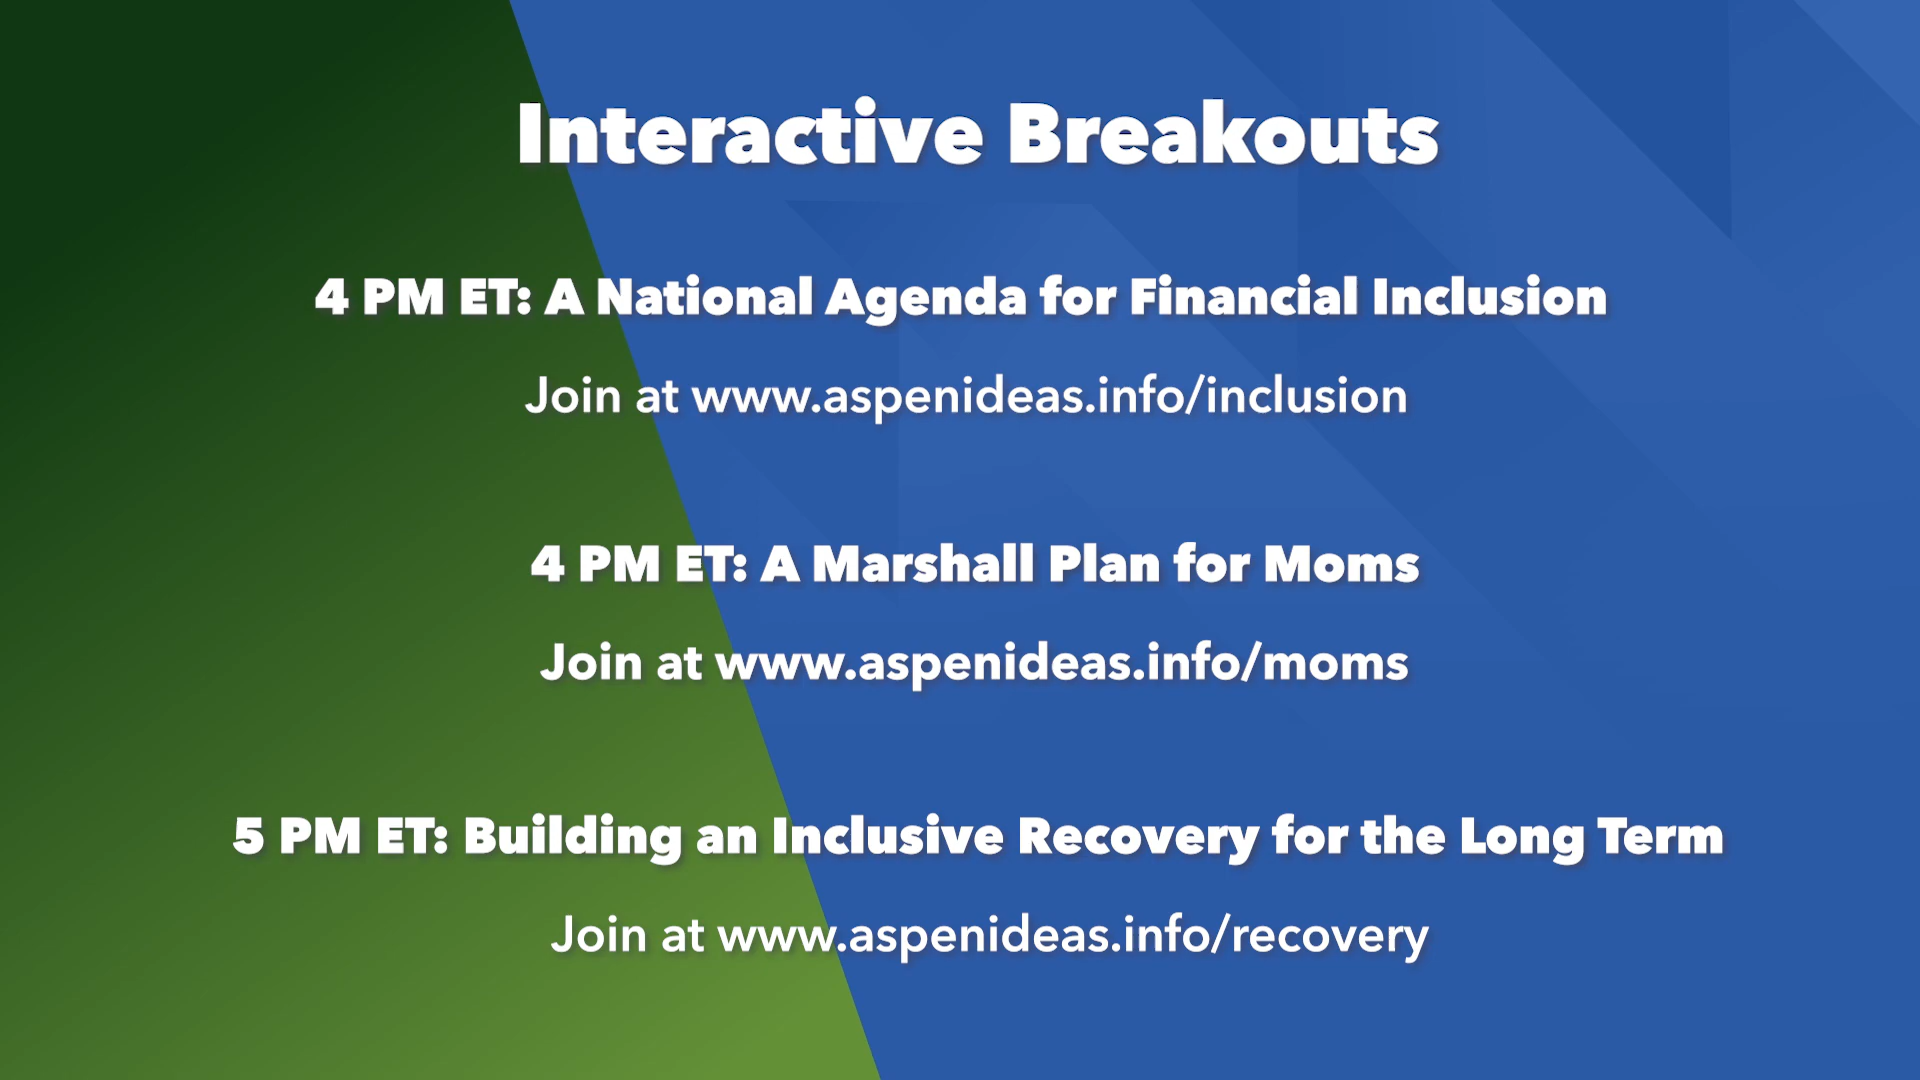 Interactive Breakouts
4 PM ET: A National Agenda for Financial Inclusion
Join at www.aspenideas.info/inclusion
4 PM ET: A Marshall Plan for Moms
Join at www.aspenideas.info/moms
5 PM ET: Building an Inclusive Recovery for the Long Term
Join at www.aspenideas.info/recovery